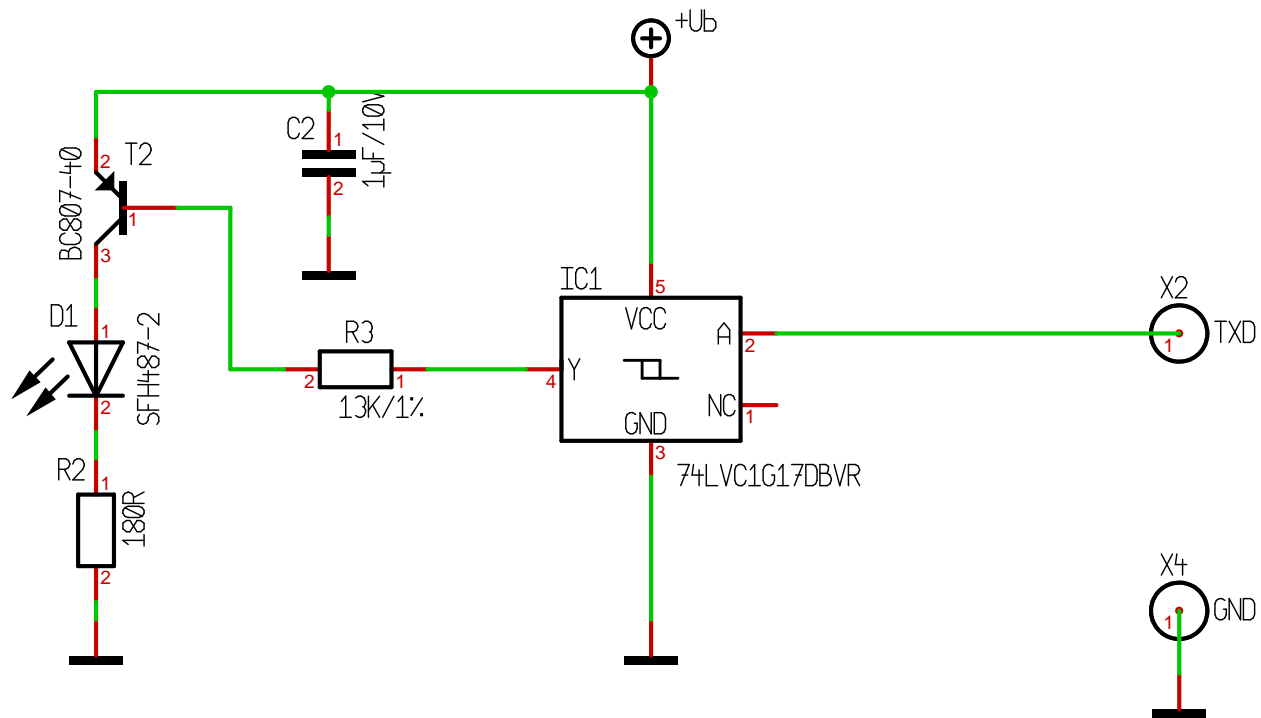 +Ub
C2
1
1µF/10V
2
T2
BC807-40
2
1
3
D1
1
SFH487-2
2
R2
1
180R
2
R3
2
1
13K/1%
IC1
5
VCC
A
2
Y
4
NC
1
GND
3
74LVC1G17DBVR
X2
1
TXD
X4
1
GND